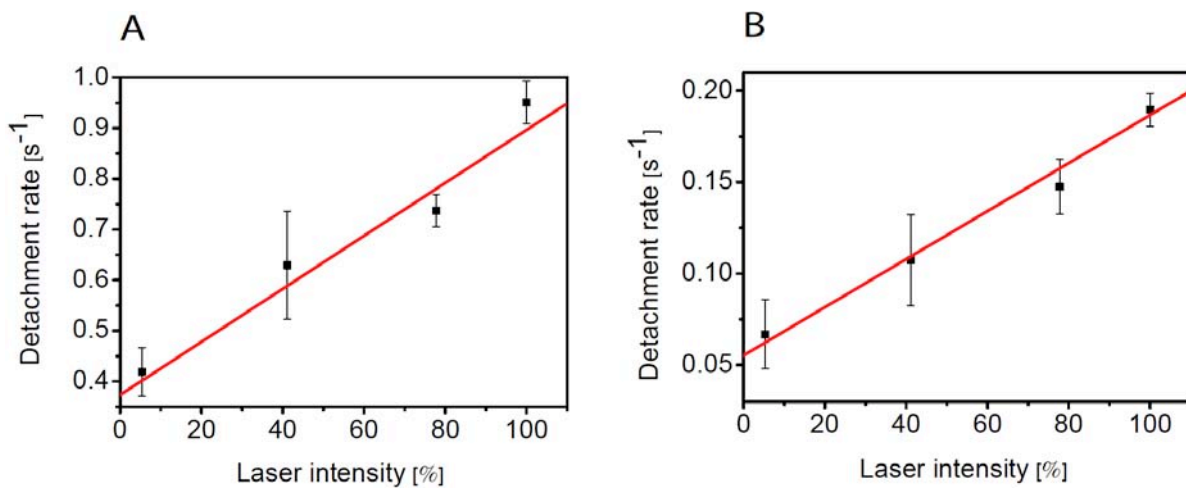 A
Detachment rate [s⁻¹]
1.0
0.9
0.8
0.7
0.6
0.5
0.4
0 20 40 60 80 100
Laser intensity [%]
B
Detachment rate [s⁻¹]
0.20
0.15
0.10
0.05
0 20 40 60 80 100
Laser intensity [%]